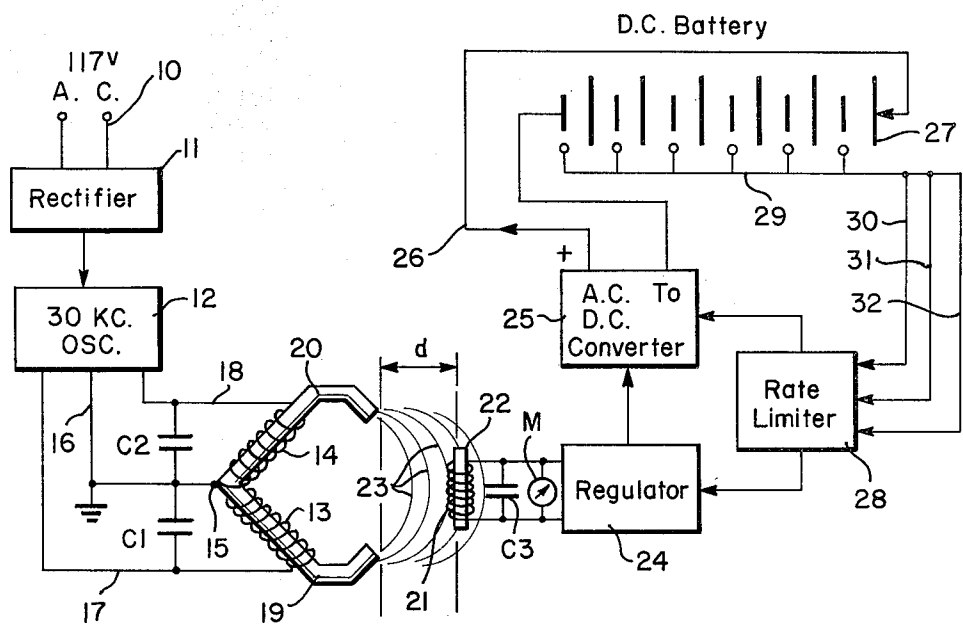 D.C. Battery
117v
A. C.
10
11
Rectifier
27
29
30
31
32
26
+
12
30 KC.
OSC.
25
A.C. To
D.C.
Converter
d
20
18
16
C2
14
22
M
Rate
Limiter
28
23
Regulator
24
15
13
C1
C3
21
19
17